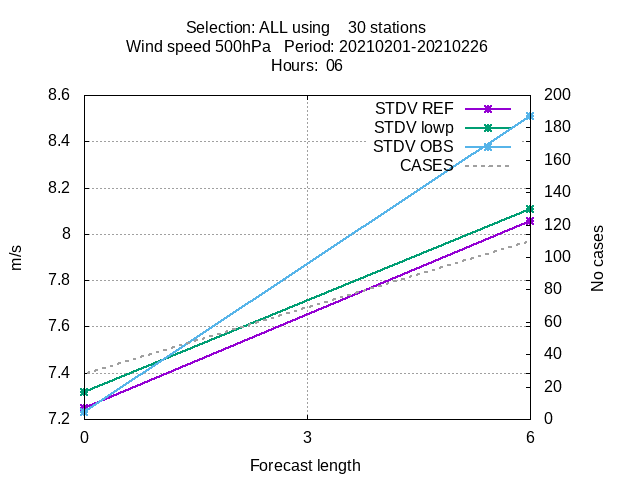 Selection: ALL using    30 stations
Wind speed 500hPa   Period: 20210201-20210226
Hours:  06
8.6
8.4
8.2
8
7.8
7.6
7.4
7.2
m/s
STDV REF
STDV lowp
STDV OBS
CASES
200
180
160
140
120
100
80
60
40
20
0
No cases
0 3 6
Forecast length